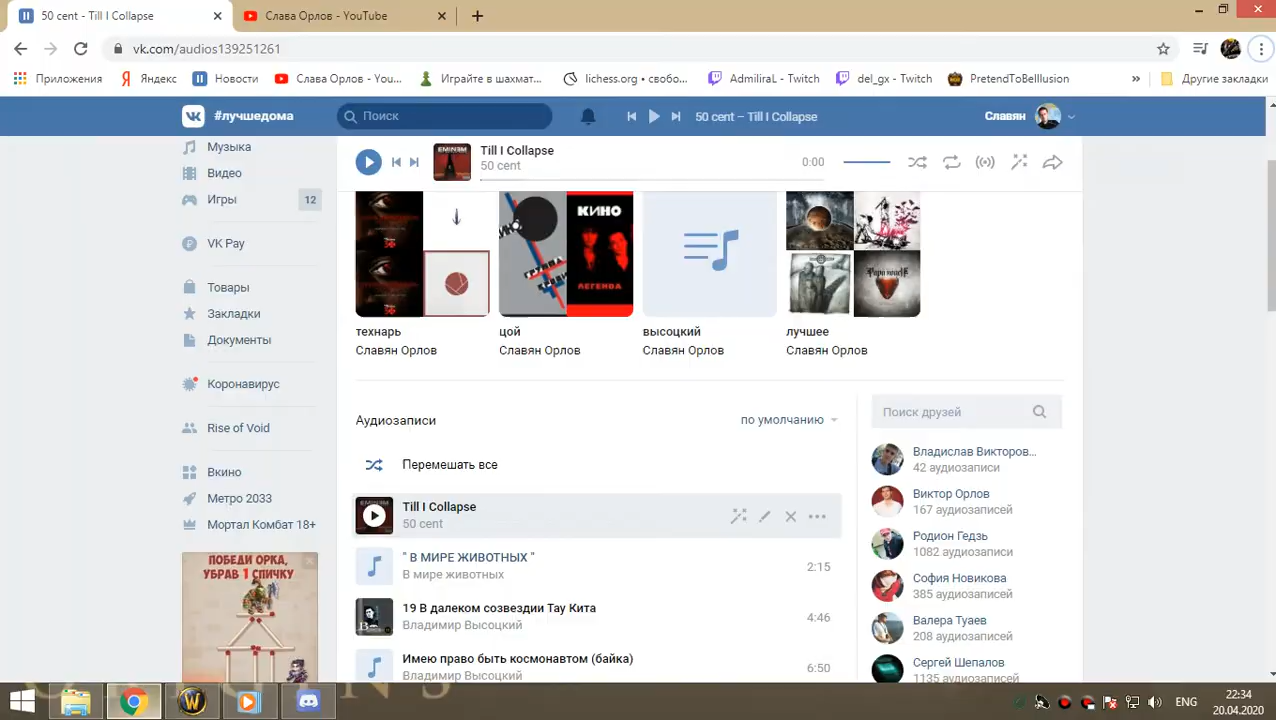 50 cent - Till I Collapse
Слава Орлов - YouTube
vk.com/audios139251261
Приложения
Яндекс
Новости
Слава Орлов - You...
Играйте в шахмат...
lichess.org • свобо...
AdmiraL - Twitch
del_gx - Twitch
PretendToBeIllusion
»
Другие закладки
#лучшедома
Поиск
50 cent – Till I Collapse
Славян
Музыка
Видео
Игры
12
VK Pay
Товары
Закладки
Документы
Коронавирус
Rise of Void
Вкино
Метро 2033
Мортал Комбат 18+
ПОБЕДИ ОРКА,
УБРАВ 1 СПИЧКУ
EMINEM
Till I Collapse
50 cent
0:00
КИНО
ЛЕГЕНДА
Papa Roach
технарь
Славян Орлов
цой
Славян Орлов
высоцкий
Славян Орлов
лучшее
Славян Орлов
Аудиозаписи
по умолчанию
Перемешать все
EMINEM
Till I Collapse
50 cent
" В МИРЕ ЖИВОТНЫХ "
В мире животных
2:15
19 В далеком созвездии Тау Кита
Владимир Высоцкий
4:46
Имею право быть космонавтом (байка)
Владимир Высоцкий
6:50
Поиск друзей
Владислав Викторов...
42 аудиозаписи
Виктор Орлов
167 аудиозаписей
Родион Гедзь
1082 аудиозаписи
София Новикова
385 аудиозаписей
Валера Туаев
208 аудиозаписей
Сергей Шепалов
1135 аудиозаписей
ENG
22:34
20.04.2020